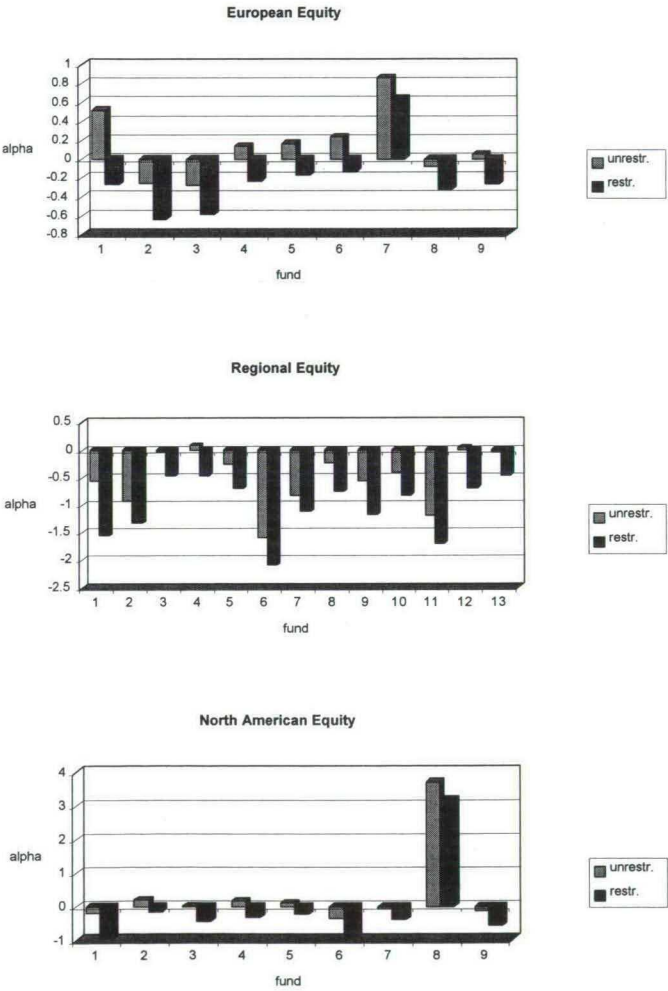 European Equity
1
0.8
0.6
0.4
0.2
0
-0.2
-0.4
-0.6
-0.8
alpha
1 2 3 4 5 6 7 8 9
fund
unrestr.
restr.
Regional Equity
0.5
0
-0.5
-1
-1.5
-2
-2.5
alpha
1 2 3 4 5 6 7 8 9 10 11 12 13
fund
unrestr.
restr.
North American Equity
4
3
2
1
0
-1
alpha
1 2 3 4 5 6 7 8 9
fund
unrestr.
restr.